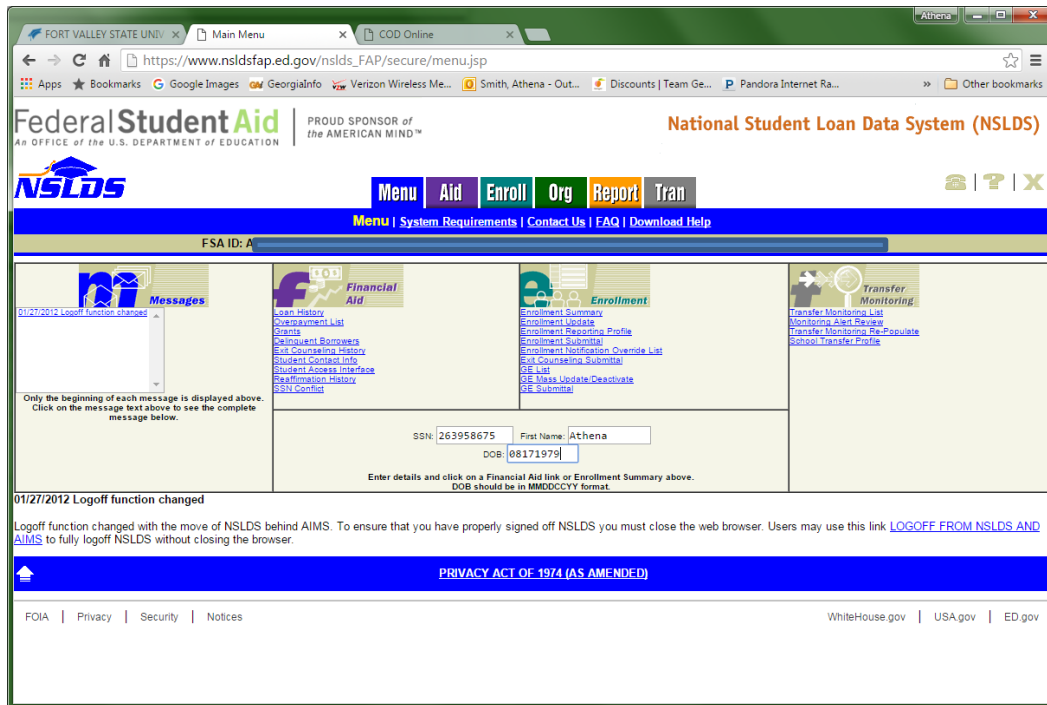 Athena
FORT VALLEY STATE UNIV
Main Menu
COD Online
https://www.nsldsfap.ed.gov/nslds_FAP/secure/menu.jsp
Apps
Bookmarks
Google Images
GeorgiaInfo
Verizon Wireless Me...
Smith, Athena - Out...
Discounts | Team Ge...
Pandora Internet Ra...
»
Other bookmarks
Federal Student Aid
An OFFICE of the U.S. DEPARTMENT of EDUCATION
PROUD SPONSOR of
the AMERICAN MIND™
National Student Loan Data System (NSLDS)
NSLDS
Menu Aid Enroll Org Report Tran
Menu | System Requirements | Contact Us | FAQ | Download Help
FSA ID:
Messages
01/27/2012 Logoff function changed
Only the beginning of each message is displayed above.
Click on the message text above to see the complete
message below.
Financial
Aid
Loan History
Overpayment List
Grants
Delinquent Borrowers
Exit Counseling History
Student Contact Info
Student Access Interface
Reaffirmation History
SSN Conflict
Enrollment
Enrollment Summary
Enrollment Update
Enrollment Reporting Profile
Enrollment Submittal
Enrollment Notification Override List
Exit Counseling Submittal
GE List
GE Mass Update/Deactivate
GE Submittal
Transfer
Monitoring
Transfer Monitoring List
Monitoring Alert Review
Transfer Monitoring Re-Populate
School Transfer Profile
SSN: 263958675 First Name: Athena
DOB: 08171979
Enter details and click on a Financial Aid link or Enrollment Summary above.
DOB should be in MMDDCCYY format.
01/27/2012 Logoff function changed
Logoff function changed with the move of NSLDS behind AIMS. To ensure that you have properly signed off NSLDS you must close the web browser. Users may use this link LOGOFF FROM NSLDS AND
AIMS to fully logoff NSLDS without closing the browser.
PRIVACY ACT OF 1974 (AS AMENDED)
FOIA | Privacy | Security | Notices
WhiteHouse.gov | USA.gov | ED.gov